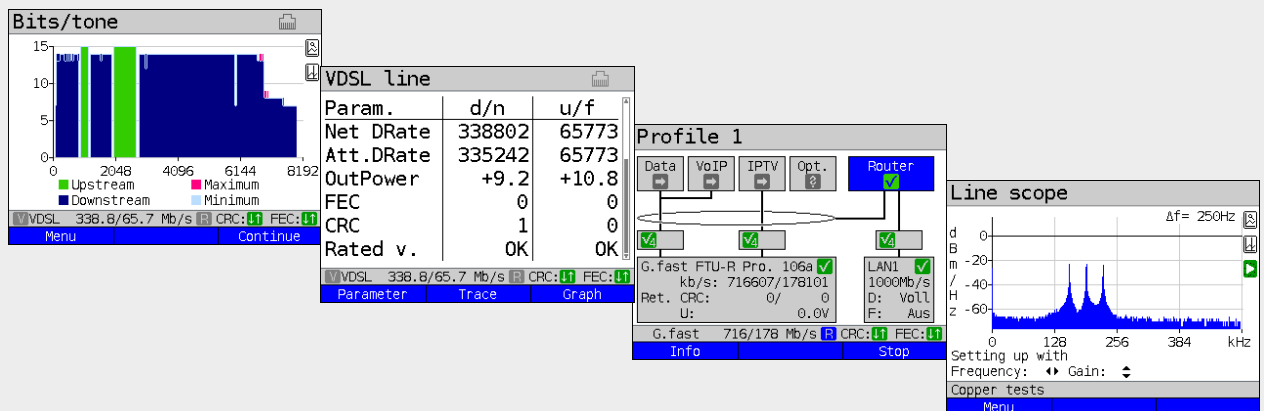 Bits/tone
15
10
5
0
0 2048 4096 6144 8192
Upstream Maximum
Downstream Minimum
V VDSL 338.8/65.7 Mb/s R CRC: FEC:
Menu Continue
VDSL line
Param. d/n u/f
Net DRate 338802 65773
Att.DRate 335242 65773
OutPower +9.2 +10.8
FEC 0 0
CRC 1 0
Rated v. OK OK
V VDSL 338.8/65.7 Mb/s R CRC: FEC:
Parameter Trace Graph
Profile 1
Data VoIP IPTV Opt. Router
?
4 4 4
G.fast FTU-R Pro. 106a
kb/s: 716607/178101
Ret. CRC: 0/ 0
U: 0.0V
LAN1
1000Mb/s
D: Voll
F: Aus
G.fast 716/178 Mb/s R CRC: FEC:
Info Stop
Line scope
Δf= 250Hz
dBm/Hz
0
-20
-40
-60
0 128 256 384 kHz
Setting up with
Frequency: Gain:
Copper tests
Menu